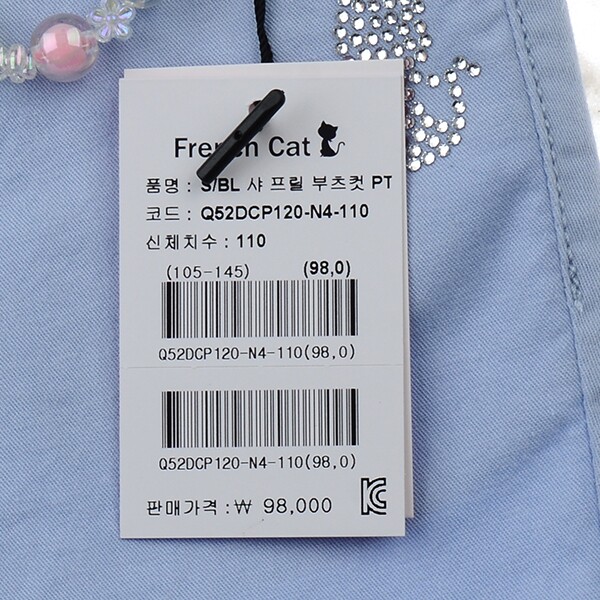 French Cat
품명 : S/BL 샤 프릴 부츠컷 PT
코드 : Q52DCP120-N4-110
신체치수 : 110
(105-145) (98,0)
Q52DCP120-N4-110(98,0)
Q52DCP120-N4-110(98,0)
판매가격 : ₩ 98,000